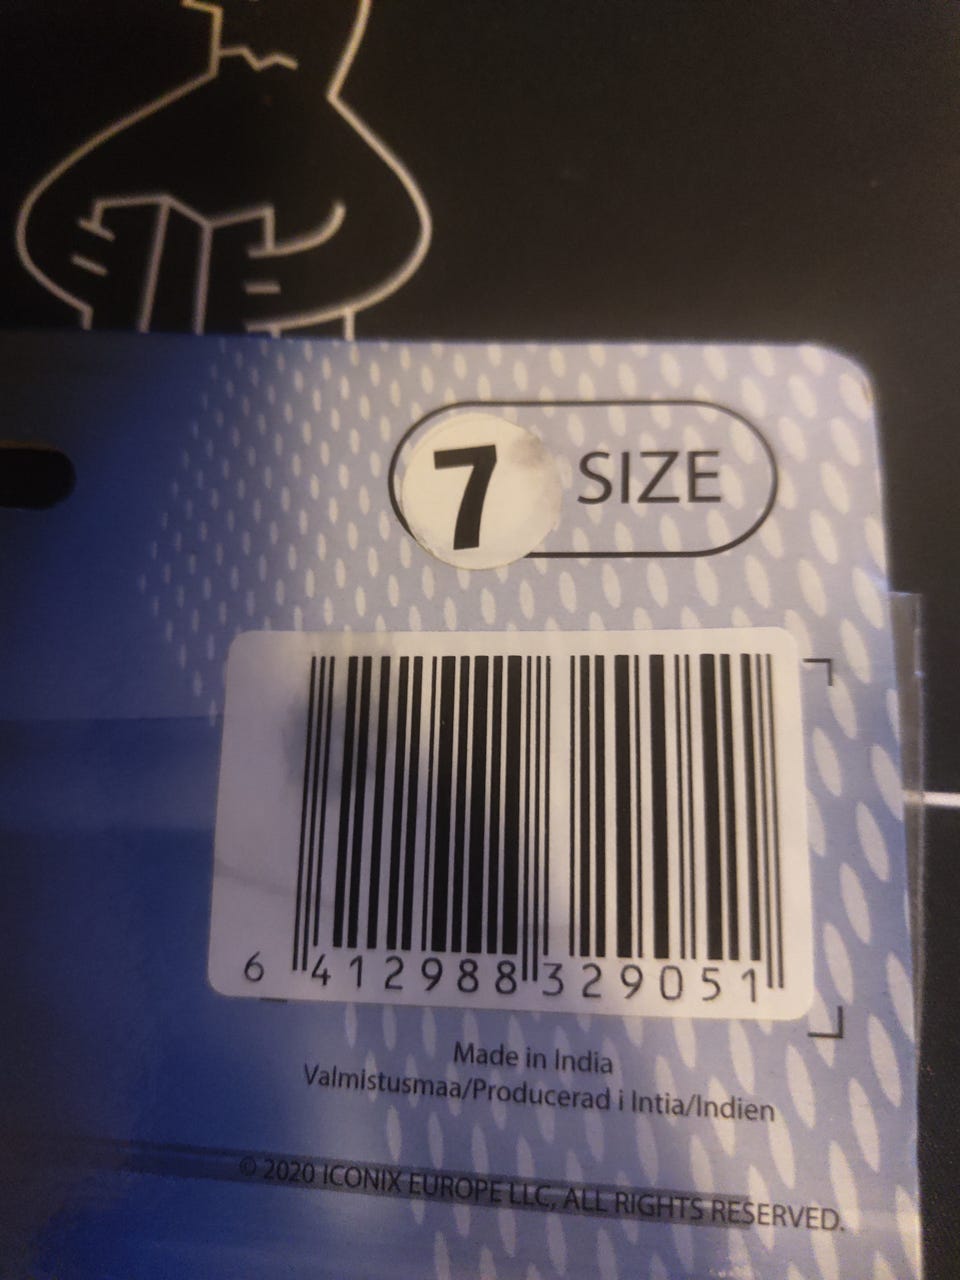 7 SIZE
6 412988 329051
Made in India
Valmistusmaa/Producerad i Intia/Indien
© 2020 ICONIX EUROPE LLC, ALL RIGHTS RESERVED.